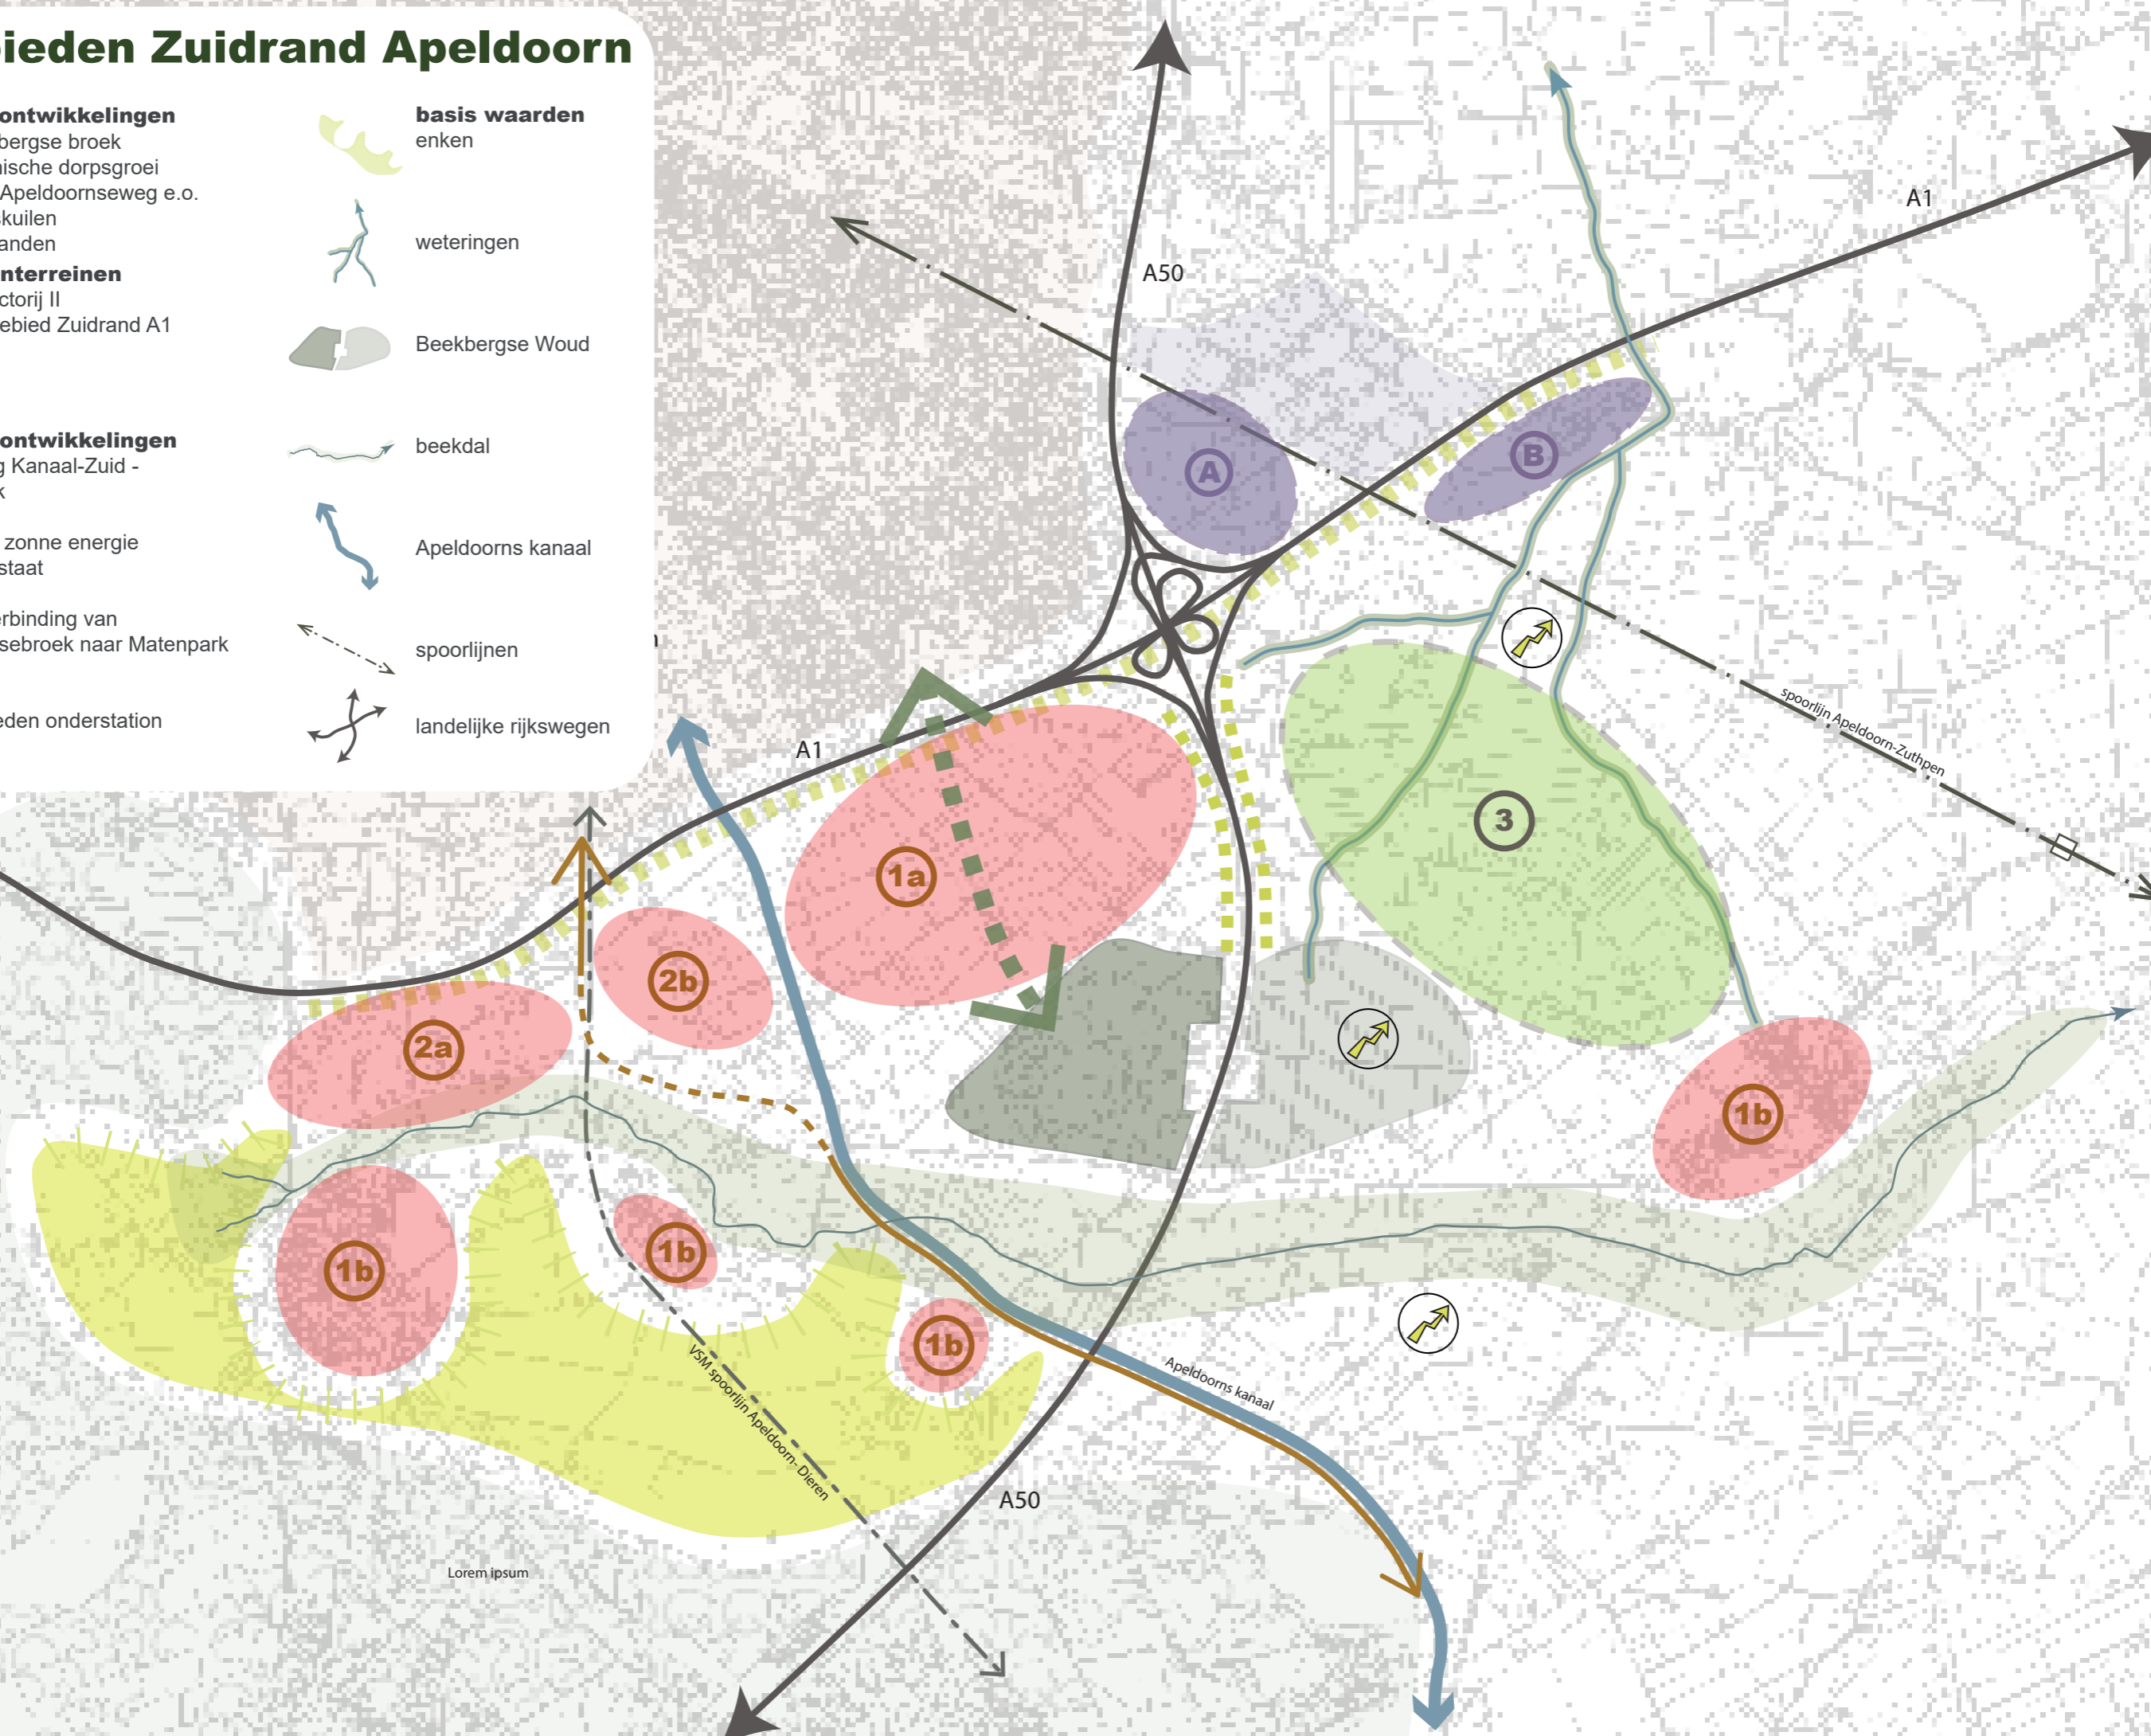 ieden Zuidrand Apeldoorn
ontwikkelingen
bergse broek
nische dorpsgroei
Apeldoornseweg e.o.
skuilen
anden
nterreinen
ctorij II
ebied Zuidrand A1
ontwikkelingen
g Kanaal-Zuid -
k
zonne energie
staat
erbinding van
sebroek naar Matenpark
eden onderstation
basis waarden
enken
weteringen
Beekbergse Woud
beekdal
Apeldoorns kanaal
spoorlijnen
landelijke rijkswegen
n
A50
A1
A
B
spoorlijn Apeldoorn-Zuthpen
A1
3
1a
2b
2a
1b
1b
1b
1b
VSM spoorlijn Apeldoorn- Dieren
Apeldoorns kanaal
A50
Lorem ipsum